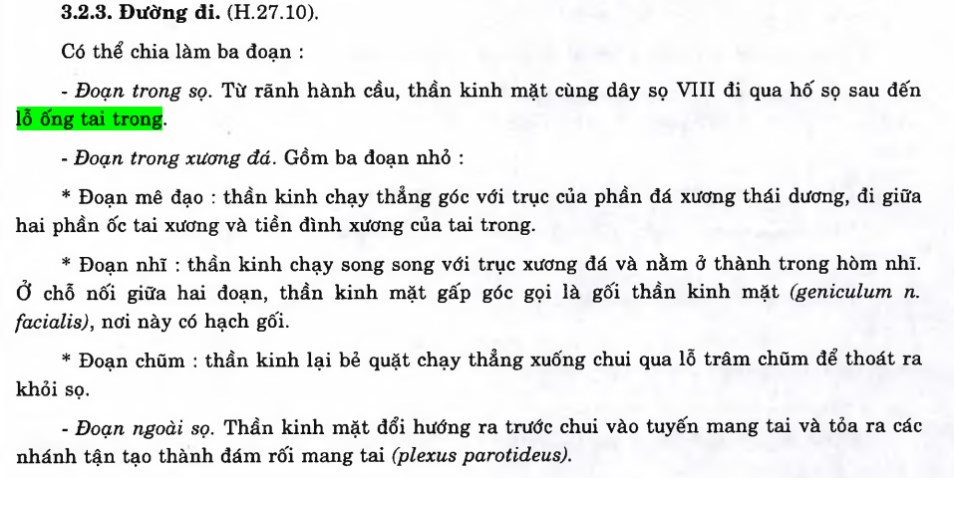 3.2.3. Đường đi. (H.27.10).
Có thể chia làm ba đoạn :
- Đoạn trong sọ. Từ rãnh hành cầu, thần kinh mặt cùng dây sọ VIII đi qua hố sọ sau đến
lỗ ống tai trong.
- Đoạn trong xương đá. Gồm ba đoạn nhỏ :
* Đoạn mê đạo : thần kinh chạy thẳng góc với trục của phần đá xương thái dương, đi giữa
hai phần ốc tai xương và tiền đình xương của tai trong.
* Đoạn nhĩ : thần kinh chạy song song với trục xương đá và nằm ở thành trong hòm nhĩ.
Ở chỗ nối giữa hai đoạn, thần kinh mặt gấp góc gọi là gối thần kinh mặt (geniculum n.
facialis), nơi này có hạch gối.
* Đoạn chũm : thần kinh lại bẻ quặt chạy thẳng xuống chui qua lỗ trâm chũm để thoát ra
khỏi sọ.
- Đoạn ngoài sọ. Thần kinh mặt đổi hướng ra trước chui vào tuyến mang tai và tỏa ra các
nhánh tận tạo thành đám rối mang tai (plexus parotideus).